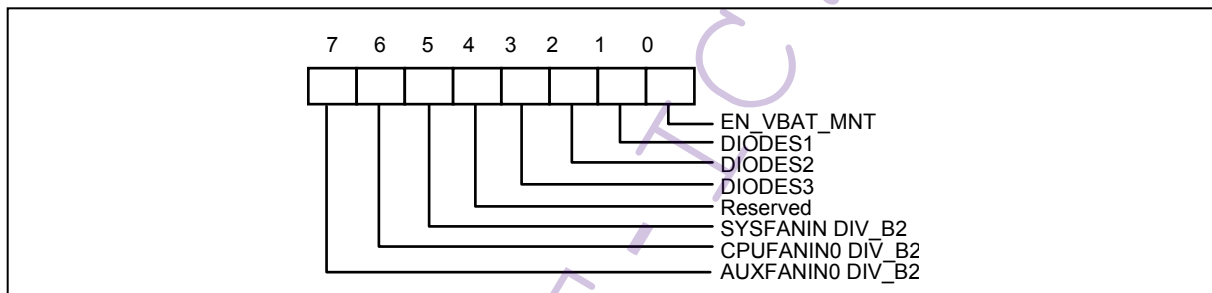 7 6 5 4 3 2 1 0
EN_VBAT_MNT
DIODES1
DIODES2
DIODES3
Reserved
SYSFANIN DIV_B2
CPUFANIN0 DIV_B2
AUXFANIN0 DIV_B2